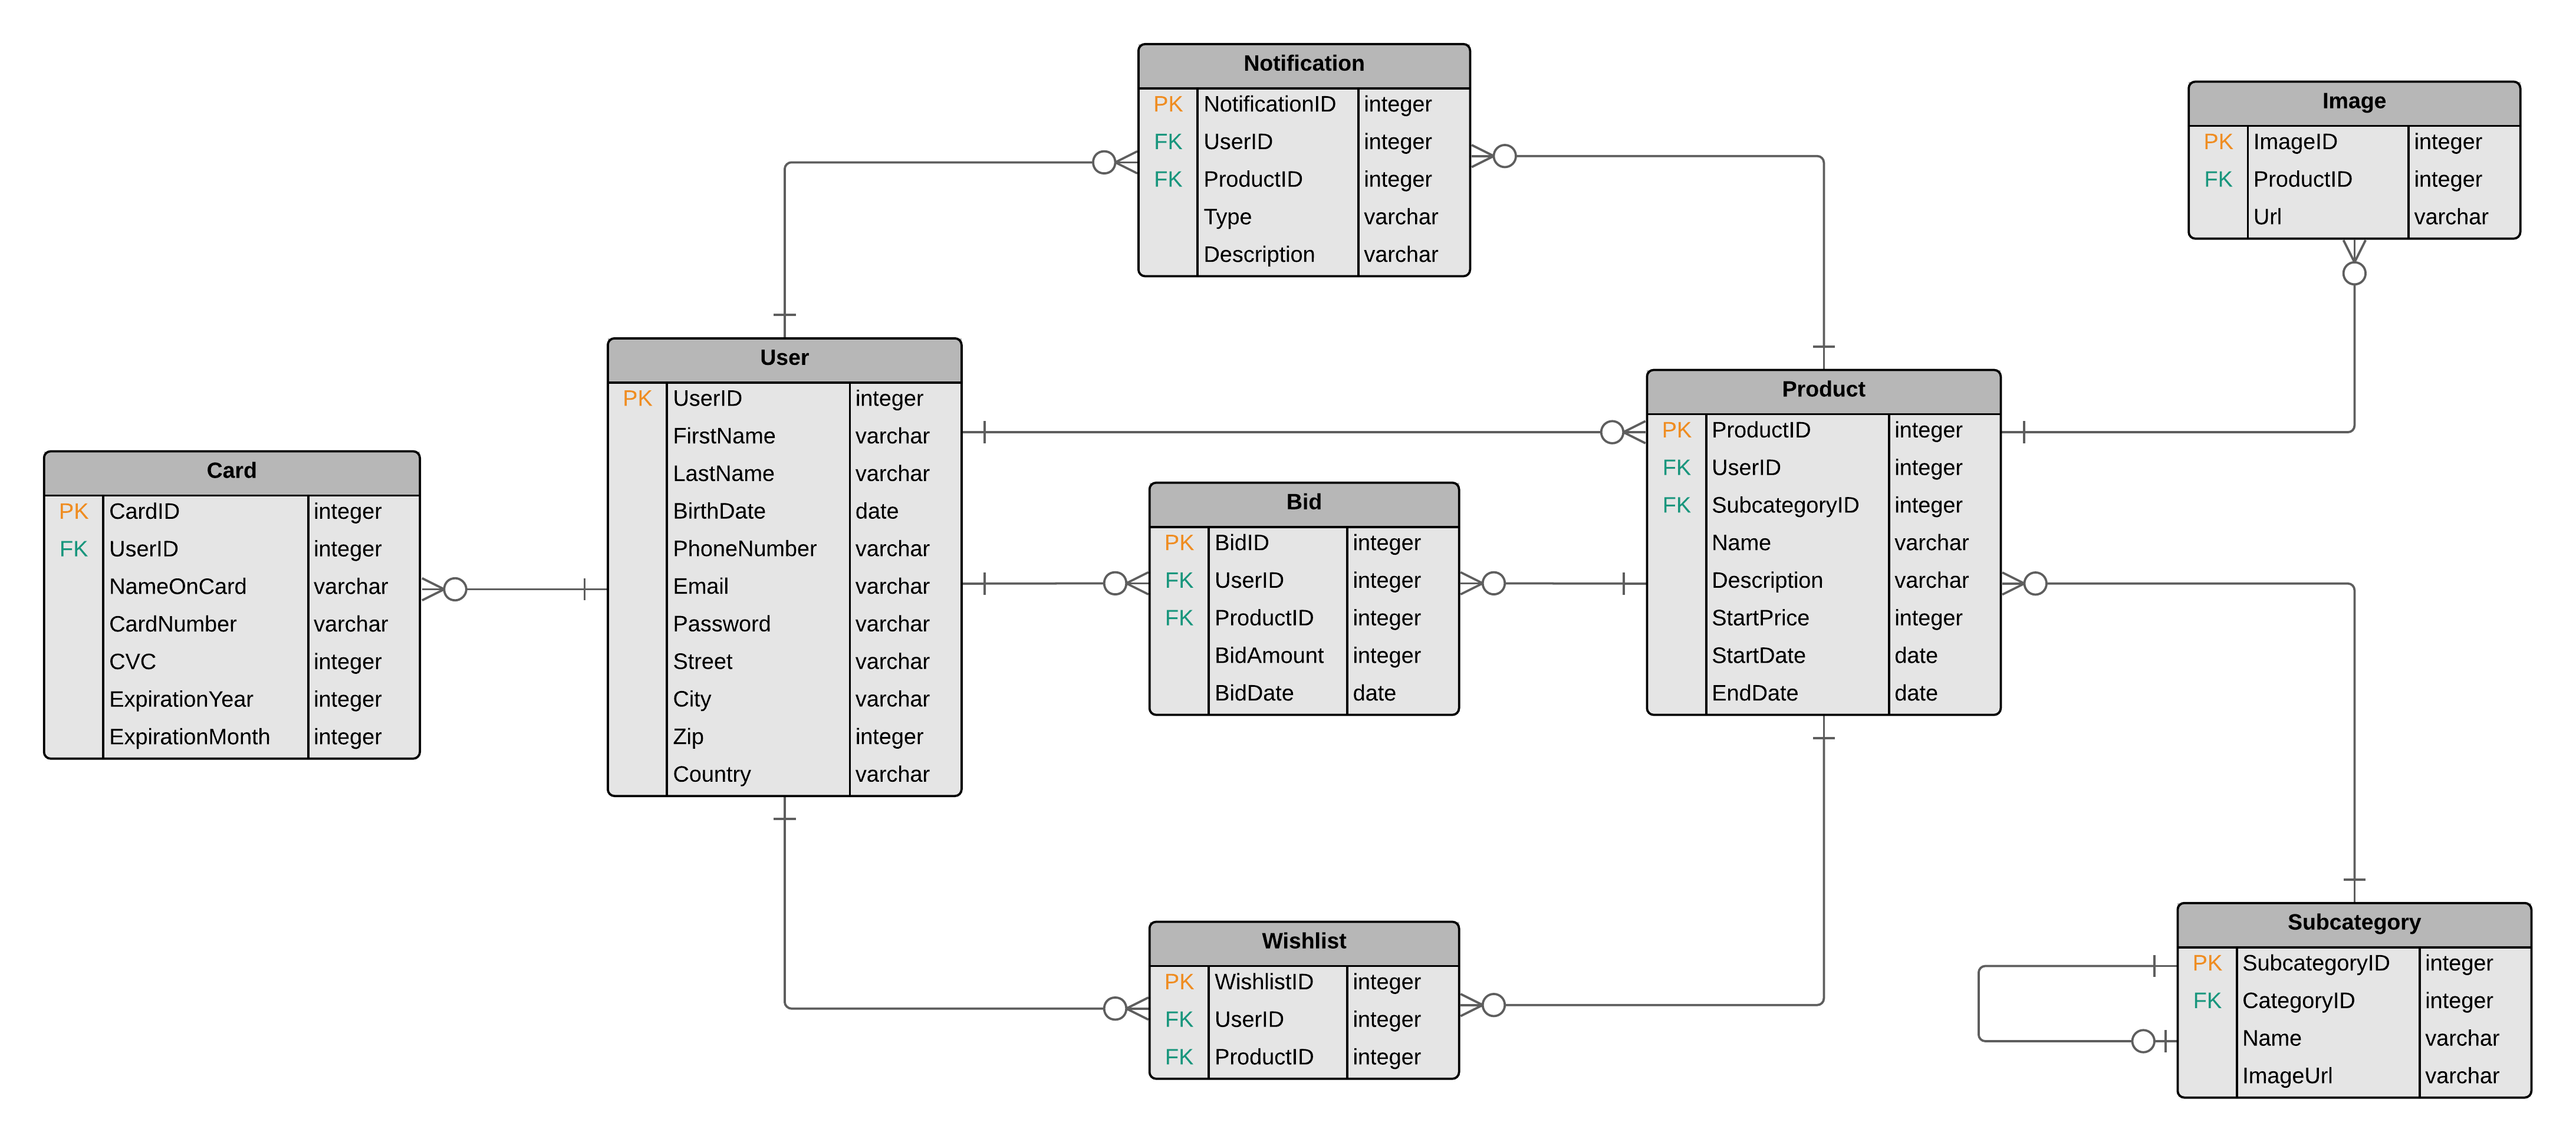 Notification
PK NotificationID integer
FK UserID integer
FK ProductID integer
Type varchar
Description varchar
Image
PK ImageID integer
FK ProductID integer
Url varchar
User
PK UserID integer
FirstName varchar
LastName varchar
BirthDate date
PhoneNumber varchar
Email varchar
Password varchar
Street varchar
City varchar
Zip integer
Country varchar
Product
PK ProductID integer
FK UserID integer
FK SubcategoryID integer
Name varchar
Description varchar
StartPrice integer
StartDate date
EndDate date
Card
PK CardID integer
FK UserID integer
NameOnCard varchar
CardNumber varchar
CVC integer
ExpirationYear integer
ExpirationMonth integer
Bid
PK BidID integer
FK UserID integer
FK ProductID integer
BidAmount integer
BidDate date
Wishlist
PK WishlistID integer
FK UserID integer
FK ProductID integer
Subcategory
PK SubcategoryID integer
FK CategoryID integer
Name varchar
ImageUrl varchar